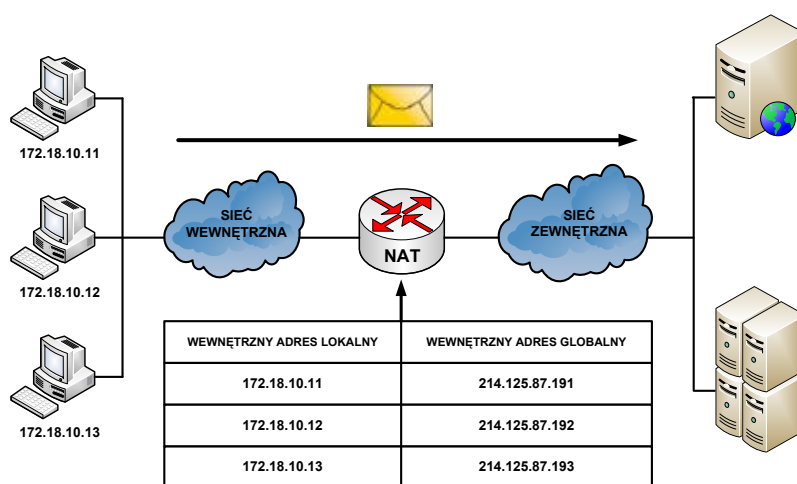 172.18.10.11
172.18.10.12
172.18.10.13
SIEĆ
WEWNĘTRZNA
NAT
SIEĆ
ZEWNĘTRZNA
WEWNĘTRZNY ADRES LOKALNY WEWNĘTRZNY ADRES GLOBALNY
172.18.10.11 214.125.87.191
172.18.10.12 214.125.87.192
172.18.10.13 214.125.87.193